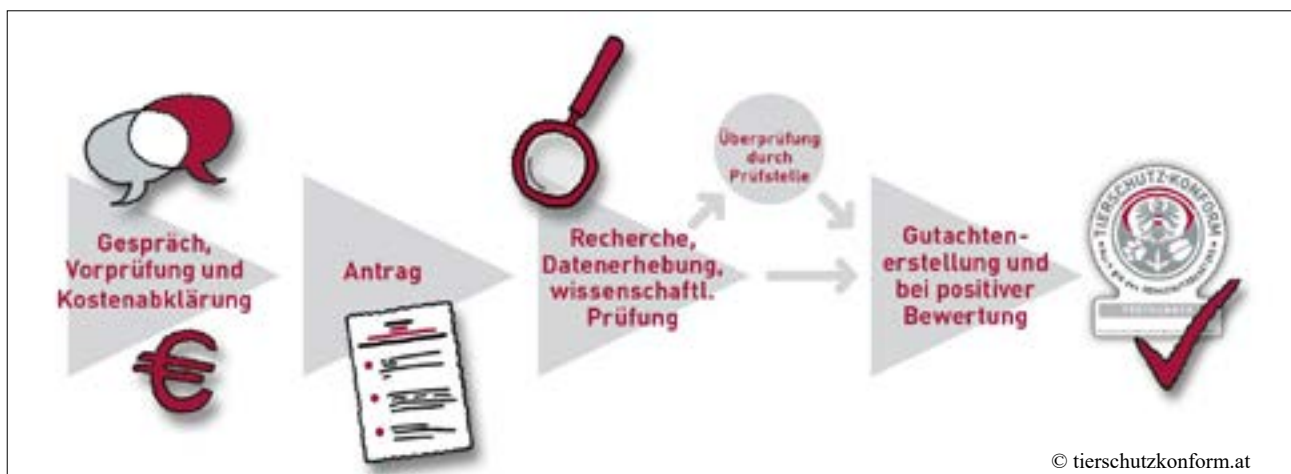 Gespräch,
Vorprüfung und
Kostenabklärung
Antrag
Recherche,
Datenerhebung,
wissenschaftl.
Prüfung
Überprüfung
durch
Prüfstelle
Gutachten-
erstellung und
bei positiver
Bewertung
TIERSCHUTZ-KONFORM
© tierschutzkonform.at